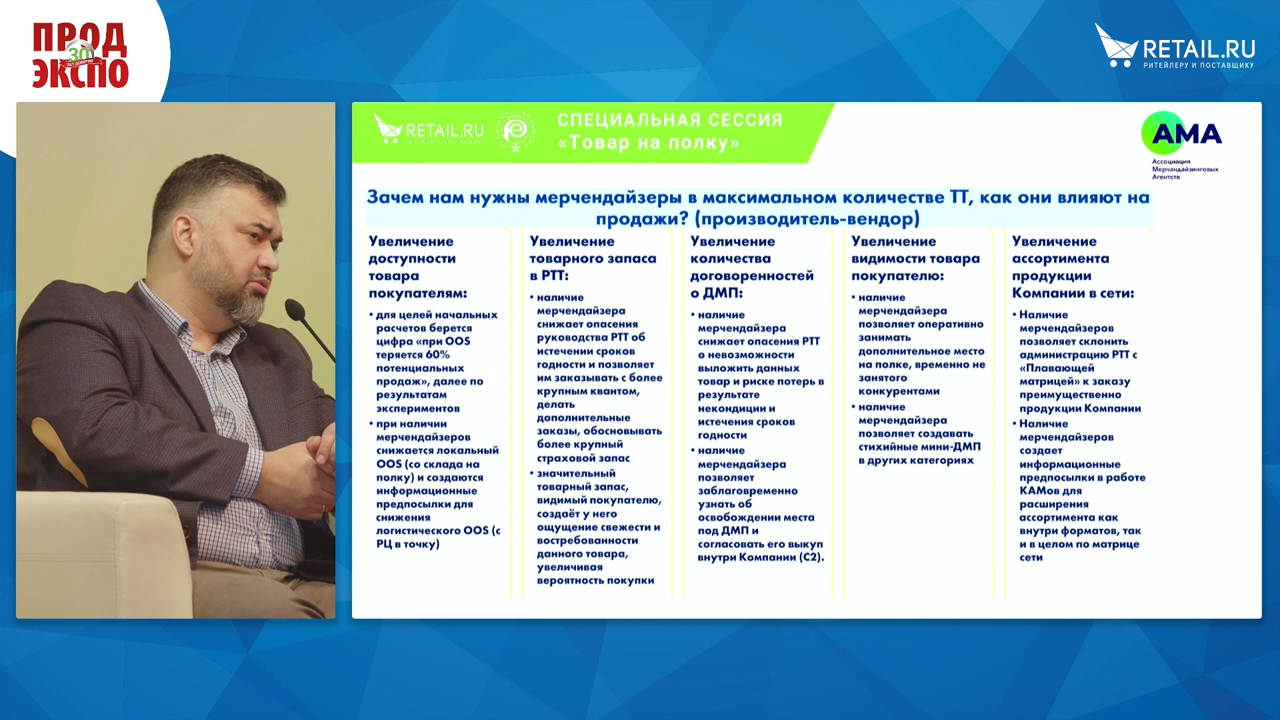 ПРОД
30
ЛЕТ ДОВЕРИЯ
ЭКСПО
RETAIL.RU
РИТЕЙЛЕРУ И ПОСТАВЩИКУ
RETAIL.RU
СПЕЦИАЛЬНАЯ СЕССИЯ
«Товар на полку»
АМА
Ассоциация
Мерчандайзинговых
Агентств
Зачем нам нужны мерчендайзеры в максимальном количестве ТТ, как они влияют на
продажи? (производитель-вендор)
Увеличение
доступности
товара
покупателям:
• для целей начальных
расчетов берется
цифра «при OOS
теряется 60%
потенциальных
продаж», далее по
результатам
экспериментов
• при наличии
мерчендайзеров
снижается локальный
OOS (со склада на
полку) и создаются
информационные
предпосылки для
снижения
логистического OOS (с
РЦ в точку)
Увеличение
товарного запаса
в РТТ:
• наличие
мерчендайзера
снижает опасения
руководства РТТ об
истечении сроков
годности и позволяет
им заказывать с более
крупным квантом,
делать
дополнительные
заказы, обосновывать
более крупный
страховой запас
• значительный
товарный запас,
видимый покупателю,
создаёт у него
ощущение свежести и
востребованности
данного товара,
увеличивая
вероятность покупки
Увеличение
количества
договоренностей
о ДМП:
• наличие
мерчендайзера
снижает опасения РТТ
о невозможности
выложить данных
товар и риске потерь в
результате
некондиции и
истечения сроков
годности
• наличие
мерчендайзера
позволяет
заблаговременно
узнать об
освобождении места
под ДМП и
согласовать его выкуп
внутри Компании (С2).
Увеличение
видимости товара
покупателю:
• наличие
мерчендайзера
позволяет оперативно
занимать
дополнительное место
на полке, временно не
занятого
конкурентами
• наличие
мерчендайзера
позволяет создавать
стихийные мини-ДМП
в других категориях
Увеличение
ассортимента
продукции
Компании в сети:
• Наличие
мерчендайзеров
позволяет склонить
администрацию РТТ с
«Плавающей
матрицей» к заказу
преимущественно
продукции Компании
• Наличие
мерчендайзеров
создает
информационные
предпосылки в работе
КАМов для
расширения
ассортимента как
внутри форматов, так
и в целом по матрице
сети